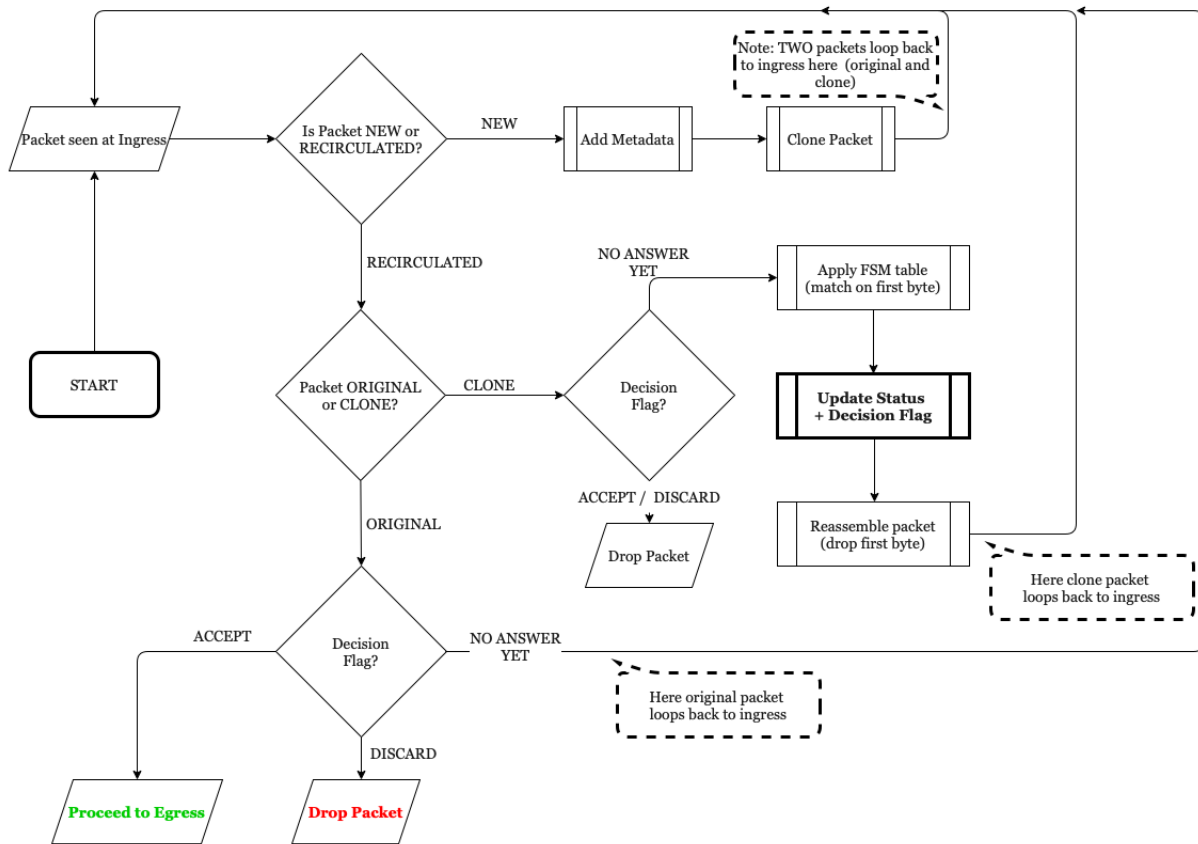 Note: TWO packets loop back
to ingress here (original and
clone)
Packet seen at Ingress
Is Packet NEW or
RECIRCULATED?
NEW
Add Metadata
Clone Packet
RECIRCULATED
NO ANSWER
YET
Apply FSM table
(match on first byte)
START
Packet ORIGINAL
or CLONE?
CLONE
Decision
Flag?
Update Status
+ Decision Flag
ACCEPT / DISCARD
Drop Packet
Reassemble packet
(drop first byte)
ORIGINAL
Here clone packet
loops back to ingress
ACCEPT
Decision
Flag?
NO ANSWER
YET
Here original packet
loops back to ingress
DISCARD
Proceed to Egress
Drop Packet